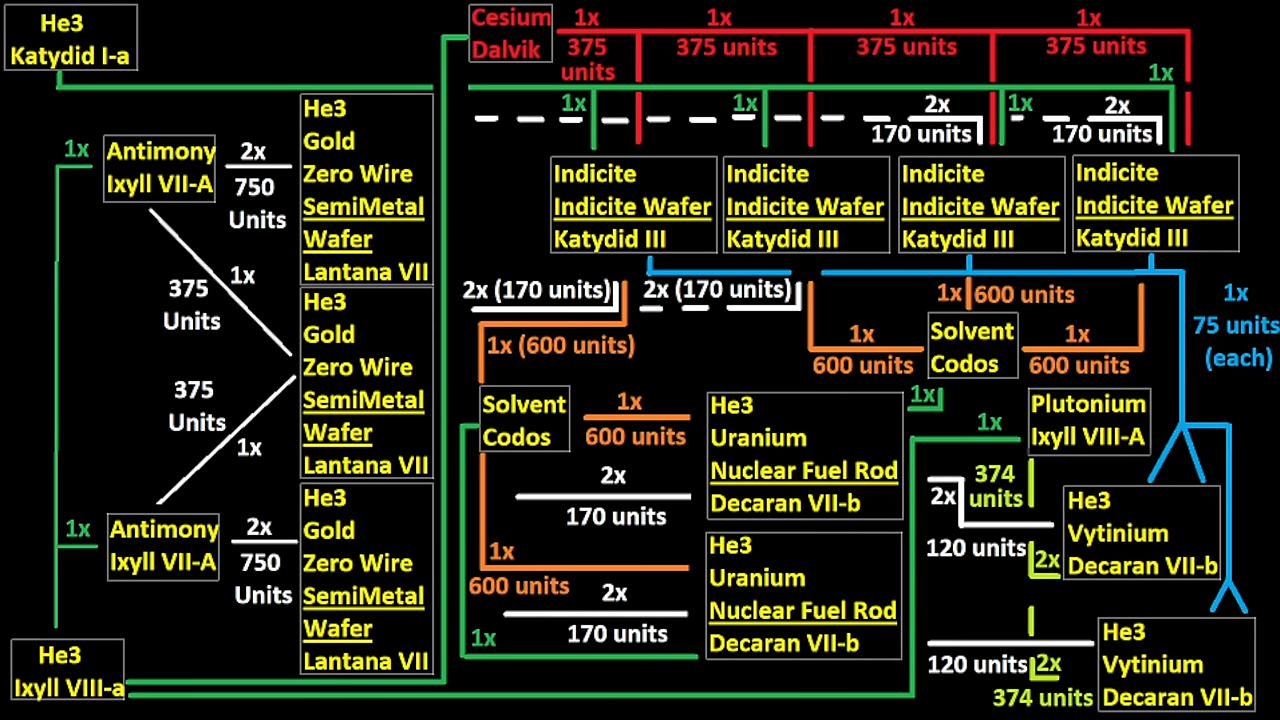 He3
Katydid I-a
1x
Antimony
Ixyll VII-A
2x
750
Units
He3
Gold
Zero Wire
SemiMetal
Wafer
Lantana VII
375
Units
1x
He3
Gold
Zero Wire
SemiMetal
Wafer
Lantana VII
375
Units
1x
1x
Antimony
Ixyll VII-A
2x
750
Units
He3
Gold
Zero Wire
SemiMetal
Wafer
Lantana VII
He3
Ixyll VIII-a
Cesium
Dalvik
1x
375
units
1x
375 units
1x
375 units
1x
375 units
1x
1x
1x
2x
170 units
1x
2x
170 units
Indicite
Indicite Wafer
Katydid III
Indicite
Indicite Wafer
Katydid III
Indicite
Indicite Wafer
Katydid III
Indicite
Indicite Wafer
Katydid III
2x (170 units)
2x (170 units)
1x (600 units)
1x
600 units
1x
600 units
Solvent
Codos
1x
600 units
1x
75 units
(each)
Solvent
Codos
1x
600 units
2x
170 units
He3
Uranium
Nuclear Fuel Rod
Decaran VII-b
1x
1x
Plutonium
Ixyll VIII-A
374
units
2x
120 units
2x
He3
Vytinium
Decaran VII-b
1x
600 units
2x
170 units
1x
He3
Uranium
Nuclear Fuel Rod
Decaran VII-b
120 units
2x
374 units
He3
Vytinium
Decaran VII-b